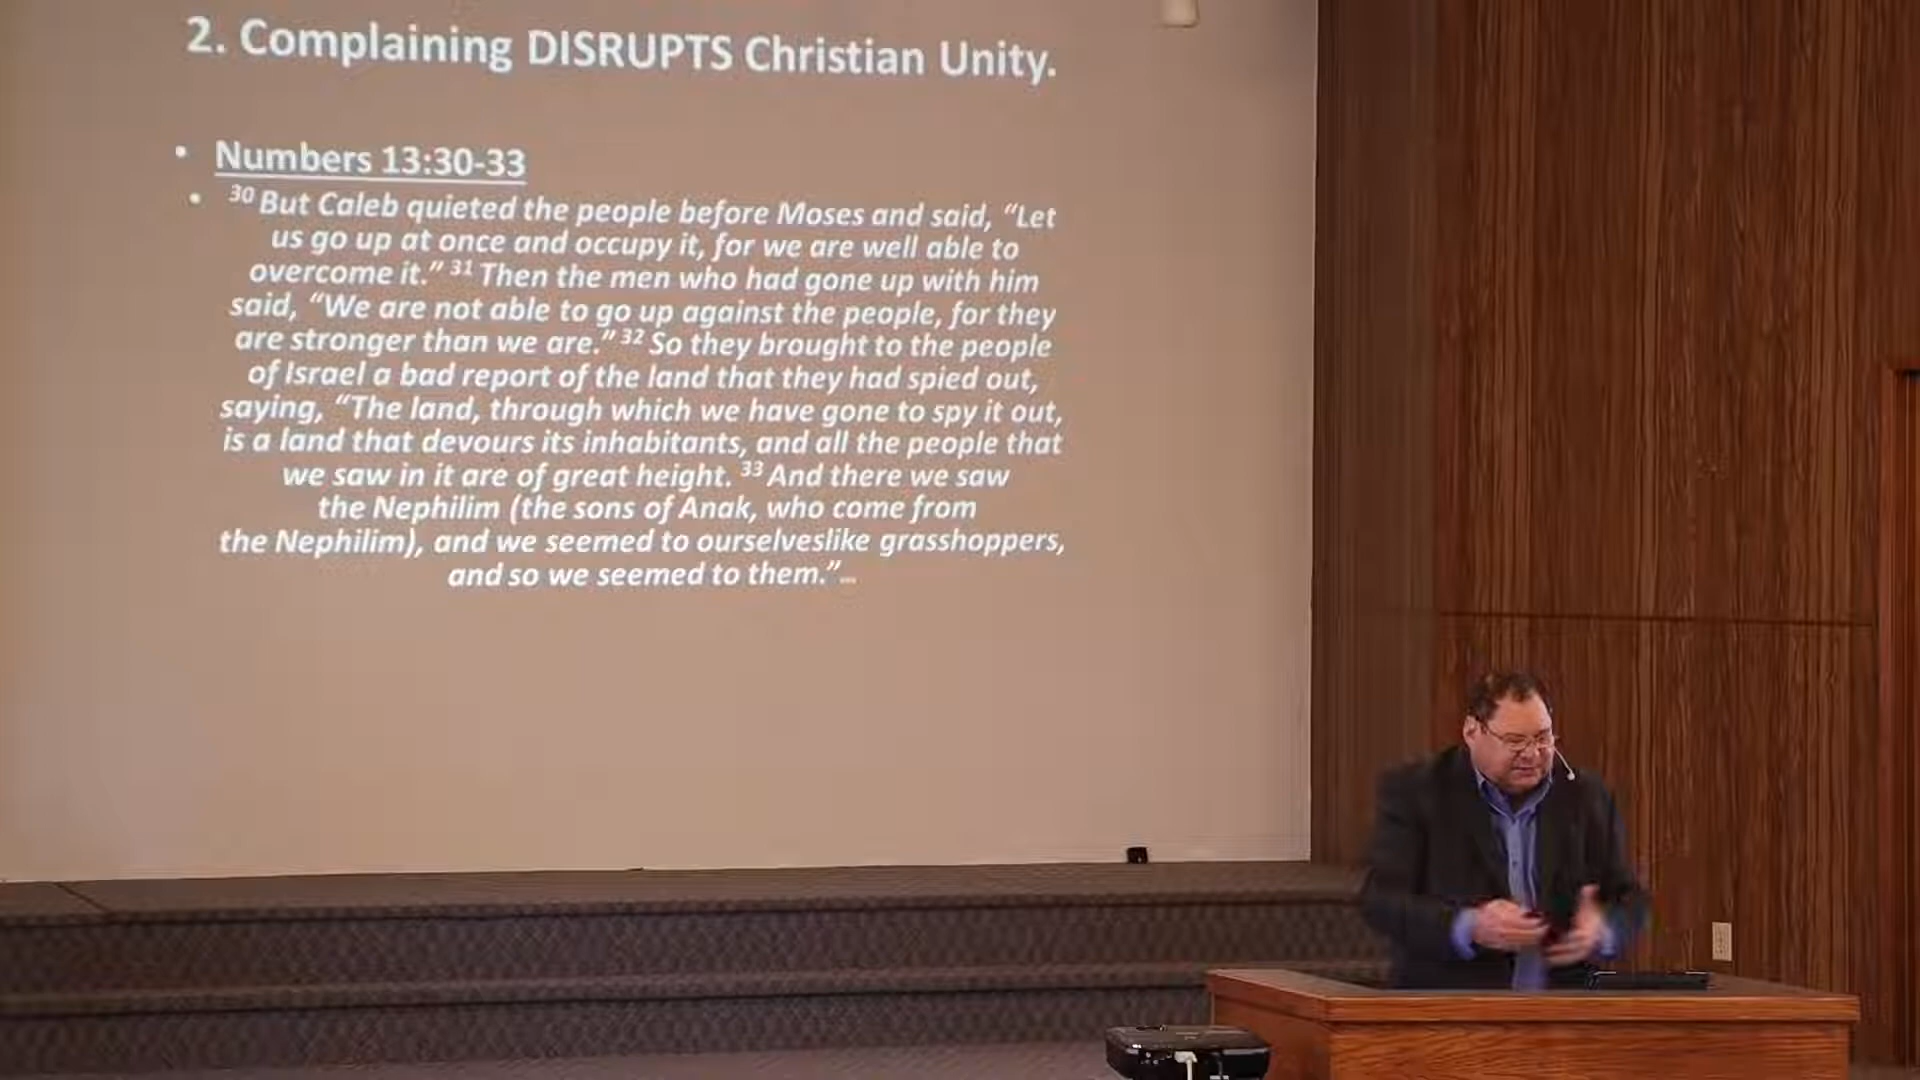 2. Complaining DISRUPTS Christian Unity.
• Numbers 13:30-33
• 30 But Caleb quieted the people before Moses and said, “Let
us go up at once and occupy it, for we are well able to
overcome it.” 31 Then the men who had gone up with him
said, “We are not able to go up against the people, for they
are stronger than we are.” 32 So they brought to the people
of Israel a bad report of the land that they had spied out,
saying, “The land, through which we have gone to spy it out,
is a land that devours its inhabitants, and all the people that
we saw in it are of great height. 33 And there we saw
the Nephilim (the sons of Anak, who come from
the Nephilim), and we seemed to ourselveslike grasshoppers,
and so we seemed to them.”